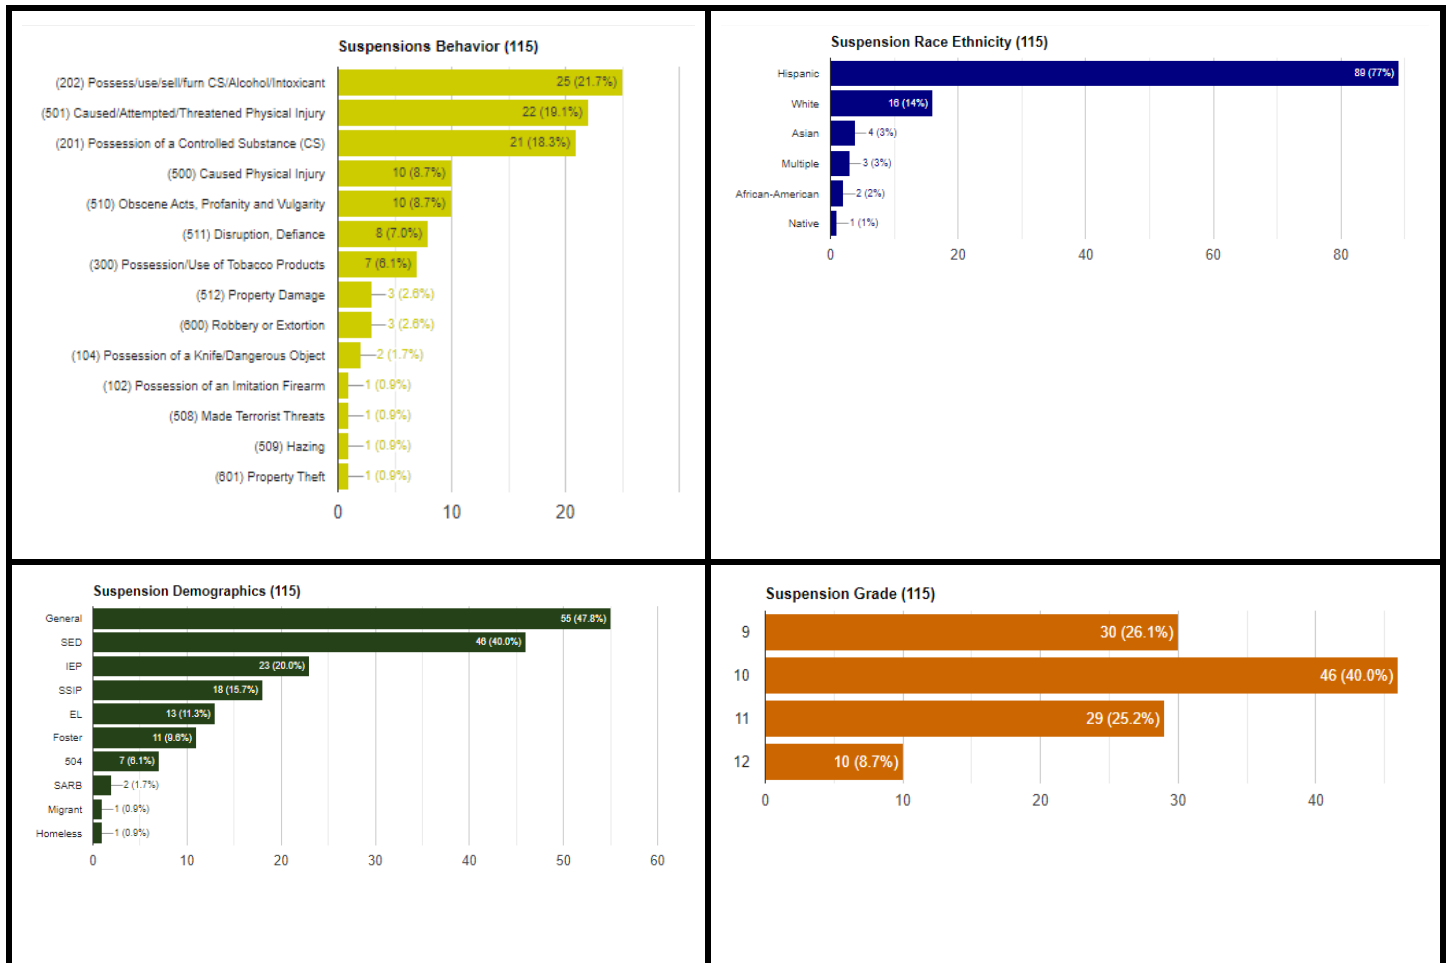 Suspensions Behavior (115)
(202) Possess/use/sell/furn CS/Alcohol/Intoxicant 25 (21.7%)
(501) Caused/Attempted/Threatened Physical Injury 22 (19.1%)
(201) Possession of a Controlled Substance (CS) 21 (18.3%)
(500) Caused Physical Injury 10 (8.7%)
(510) Obscene Acts, Profanity and Vulgarity 10 (8.7%)
(511) Disruption, Defiance 8 (7.0%)
(300) Possession/Use of Tobacco Products 7 (6.1%)
(512) Property Damage 3 (2.6%)
(600) Robbery or Extortion 3 (2.6%)
(104) Possession of a Knife/Dangerous Object 2 (1.7%)
(102) Possession of an Imitation Firearm 1 (0.9%)
(508) Made Terrorist Threats 1 (0.9%)
(509) Hazing 1 (0.9%)
(601) Property Theft 1 (0.9%)
0 10 20
Suspension Race Ethnicity (115)
Hispanic 89 (77%)
White 16 (14%)
Asian 4 (3%)
Multiple 3 (3%)
African-American 2 (2%)
Native 1 (1%)
0 20 40 60 80
Suspension Demographics (115)
General 55 (47.8%)
SED 46 (40.0%)
IEP 23 (20.0%)
SSIP 18 (15.7%)
EL 13 (11.3%)
Foster 11 (9.6%)
504 7 (6.1%)
SARB 2 (1.7%)
Migrant 1 (0.9%)
Homeless 1 (0.9%)
0 10 20 30 40 50 60
Suspension Grade (115)
9 30 (26.1%)
10 46 (40.0%)
11 29 (25.2%)
12 10 (8.7%)
0 10 20 30 40